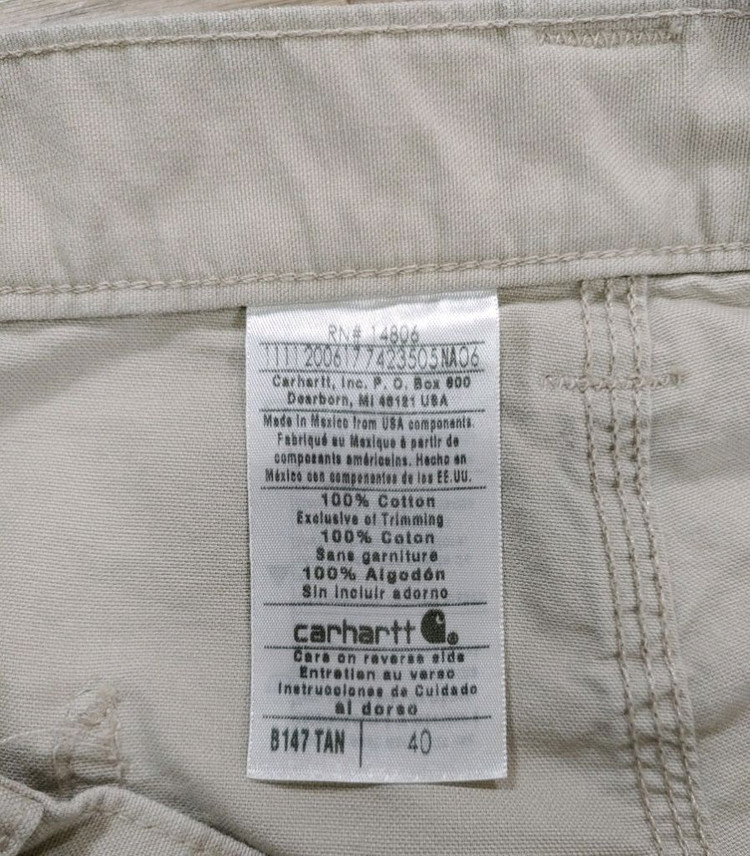 RN# 14806
11112006177423505NA06
Carhartt, Inc. P. O. Box 600
Dearborn, MI 48121 USA
Made in Mexico from USA components.
Fabriqué au Mexique à partir de
composants américains. Hecho en
México con componentes de los EE.UU.
100% Cotton
Exclusive of Trimming
100% Coton
Sans garniture
100% Algodón
Sin incluir adorno
carhartt
Care on reverse side
Entretien au verso
Instrucciones de Cuidado
al dorso
B147 TAN 40